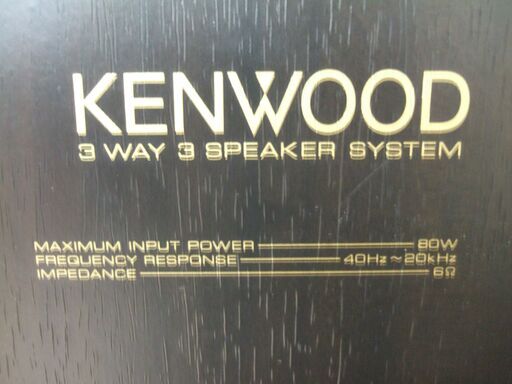 KENWOOD
3 WAY 3 SPEAKER SYSTEM
MAXIMUM INPUT POWER 80W
FREQUENCY RESPONSE 40Hz~20kHz
IMPEDANCE 6Ω